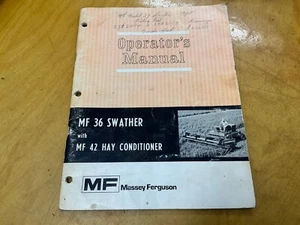 Operator's
Manual
MF 36 SWATHER
with
MF 42 HAY CONDITIONER
MF
Massey Ferguson